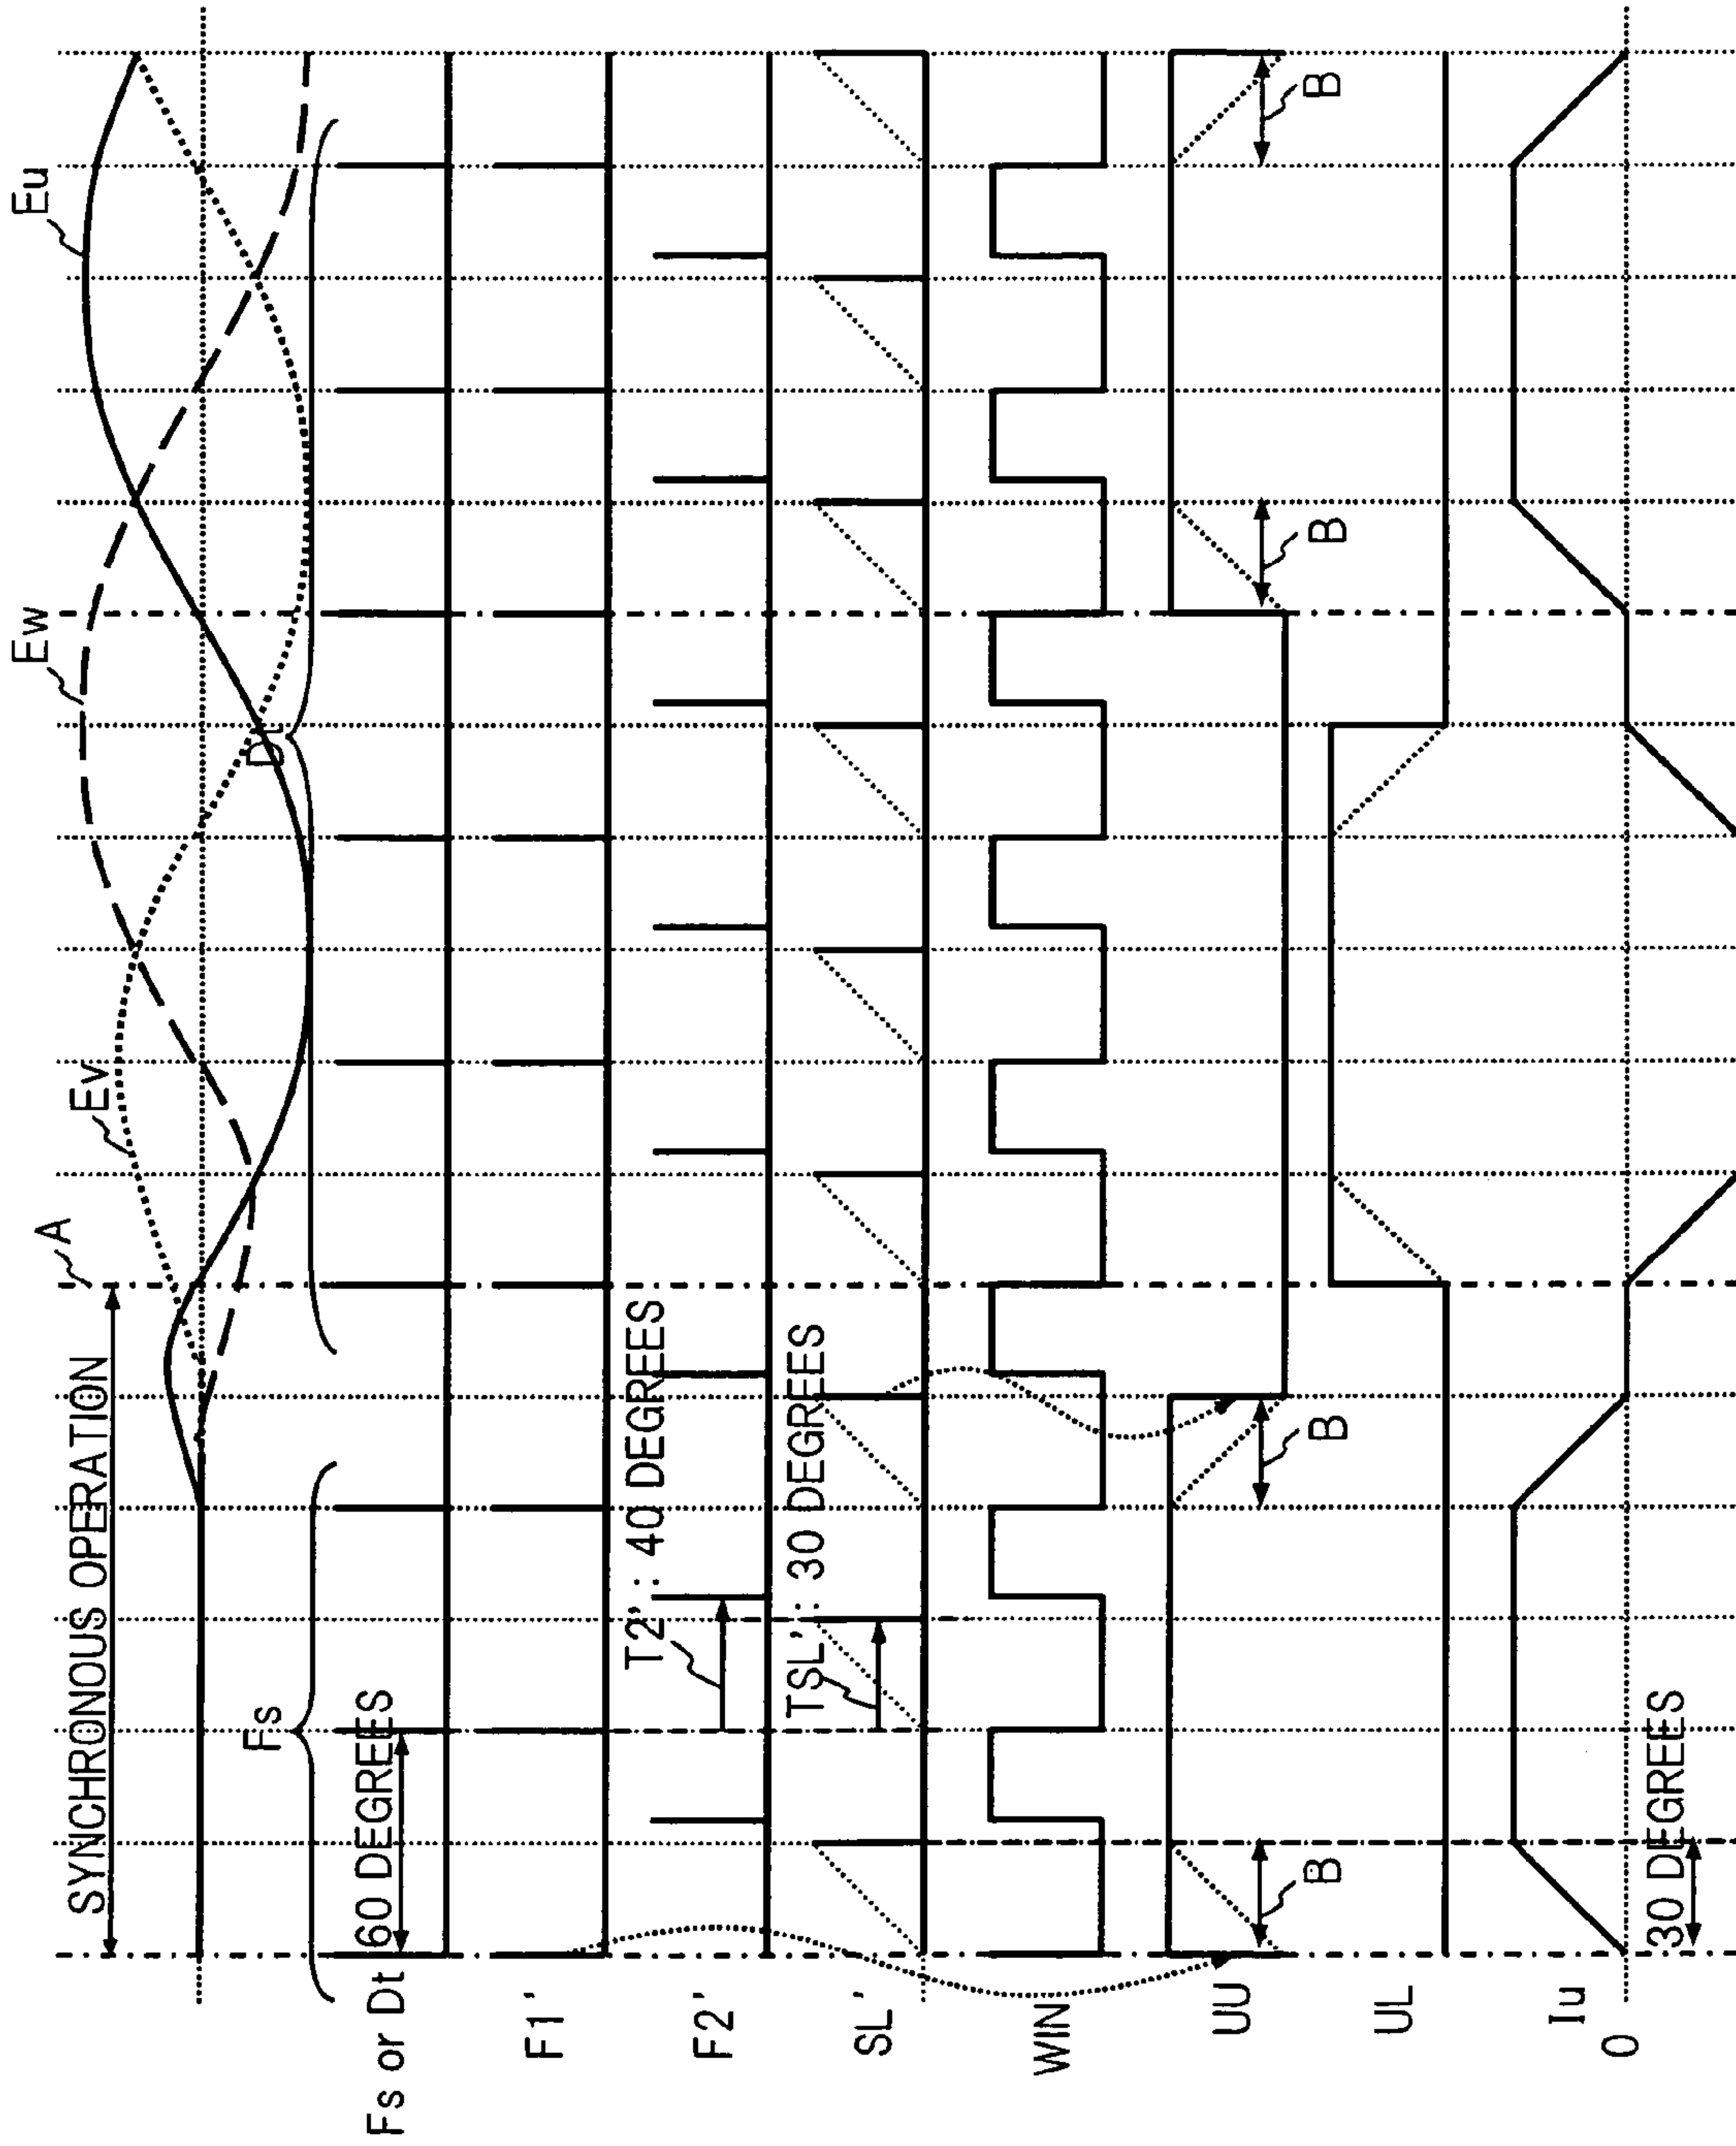 SYNCHRONOUS OPERATION
A
Ev
Ew
Eu
Fs
Dt
Fs or Dt
60 DEGREES
F1'
F2'
T2': 40 DEGREES
SL'
TSL': 30 DEGREES
WIN
UU
B
B
B
B
UL
Iu
0
30 DEGREES